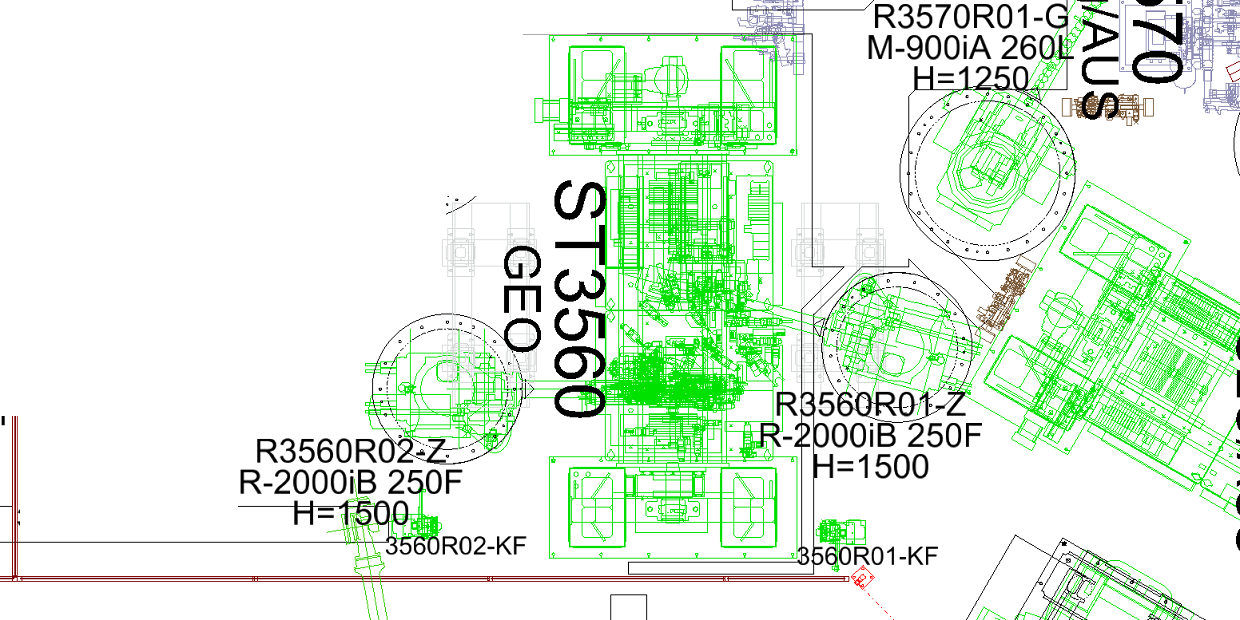 R3570R01-G
M-900iA 260L
H=1250
/AUS
570
ST3560
GEO
R3560R01-Z
R-2000iB 250F
H=1500
R3560R02-Z
R-2000iB 250F
H=1500
3560R02-KF
3560R01-KF